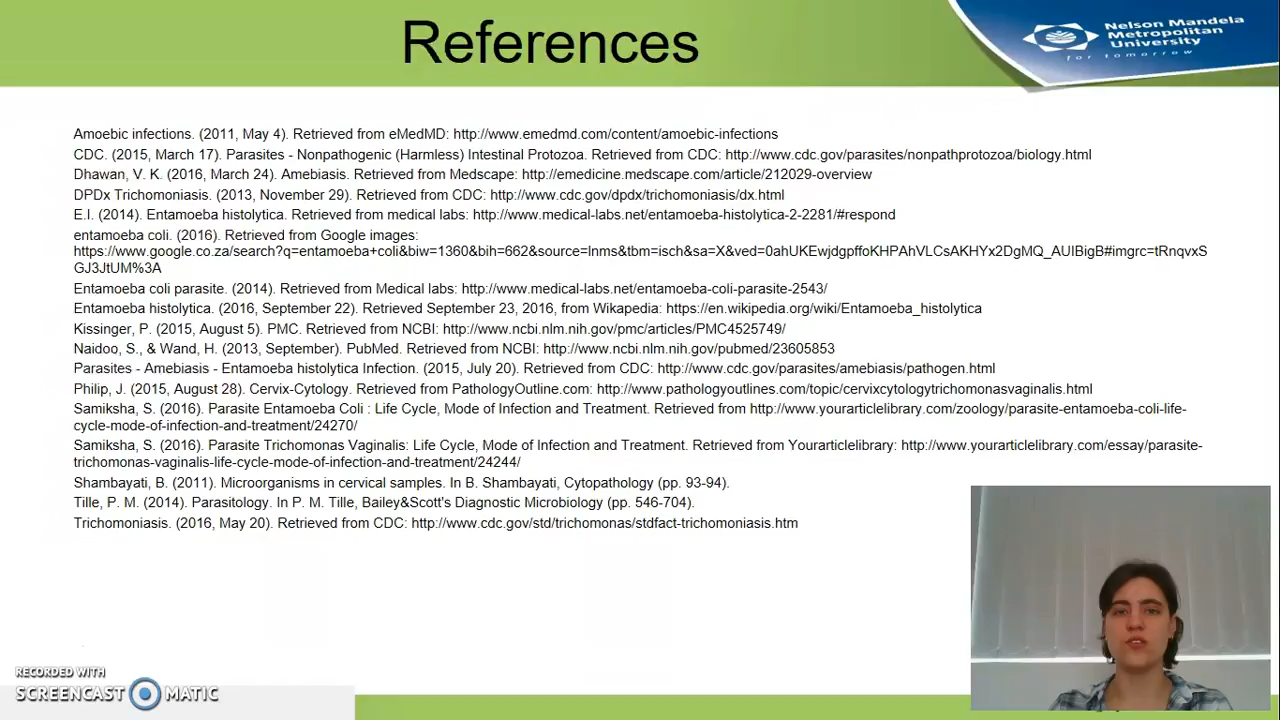 References
Nelson Mandela
Metropolitan
University
for tomorrow
Amoebic infections. (2011, May 4). Retrieved from eMedMD: http://www.emedmd.com/content/amoebic-infections
CDC. (2015, March 17). Parasites - Nonpathogenic (Harmless) Intestinal Protozoa. Retrieved from CDC: http://www.cdc.gov/parasites/nonpathprotozoa/biology.html
Dhawan, V. K. (2016, March 24). Amebiasis. Retrieved from Medscape: http://emedicine.medscape.com/article/212029-overview
DPDx Trichomoniasis. (2013, November 29). Retrieved from CDC: http://www.cdc.gov/dpdx/trichomoniasis/dx.html
E.I. (2014). Entamoeba histolytica. Retrieved from medical labs: http://www.medical-labs.net/entamoeba-histolytica-2-2281/#respond
entamoeba coli. (2016). Retrieved from Google images:
https://www.google.co.za/search?q=entamoeba+coli&biw=1360&bih=662&source=lnms&tbm=isch&sa=X&ved=0ahUKEwjdgpffoKHPAhVLCsAKHYx2DgMQ_AUIBigB#imgrc=tRnqvxS
GJ3JtUM%3A
Entamoeba coli parasite. (2014). Retrieved from Medical labs: http://www.medical-labs.net/entamoeba-coli-parasite-2543/
Entamoeba histolytica. (2016, September 22). Retrieved September 23, 2016, from Wikapedia: https://en.wikipedia.org/wiki/Entamoeba_histolytica
Kissinger, P. (2015, August 5). PMC. Retrieved from NCBI: http://www.ncbi.nlm.nih.gov/pmc/articles/PMC4525749/
Naidoo, S., & Wand, H. (2013, September). PubMed. Retrieved from NCBI: http://www.ncbi.nlm.nih.gov/pubmed/23605853
Parasites - Amebiasis - Entamoeba histolytica Infection. (2015, July 20). Retrieved from CDC: http://www.cdc.gov/parasites/amebiasis/pathogen.html
Philip, J. (2015, August 28). Cervix-Cytology. Retrieved from PathologyOutline.com: http://www.pathologyoutlines.com/topic/cervixcytologytrichomonasvaginalis.html
Samiksha, S. (2016). Parasite Entamoeba Coli : Life Cycle, Mode of Infection and Treatment. Retrieved from http://www.yourarticlelibrary.com/zoology/parasite-entamoeba-coli-life-
cycle-mode-of-infection-and-treatment/24270/
Samiksha, S. (2016). Parasite Trichomonas Vaginalis: Life Cycle, Mode of Infection and Treatment. Retrieved from Yourarticlelibrary: http://www.yourarticlelibrary.com/essay/parasite-
trichomonas-vaginalis-life-cycle-mode-of-infection-and-treatment/24244/
Shambayati, B. (2011). Microorganisms in cervical samples. In B. Shambayati, Cytopathology (pp. 93-94).
Tille, P. M. (2014). Parasitology. In P. M. Tille, Bailey&Scott's Diagnostic Microbiology (pp. 546-704).
Trichomoniasis. (2016, May 20). Retrieved from CDC: http://www.cdc.gov/std/trichomonas/stdfact-trichomoniasis.htm
RECORDED WITH
SCREENCAST MATIC